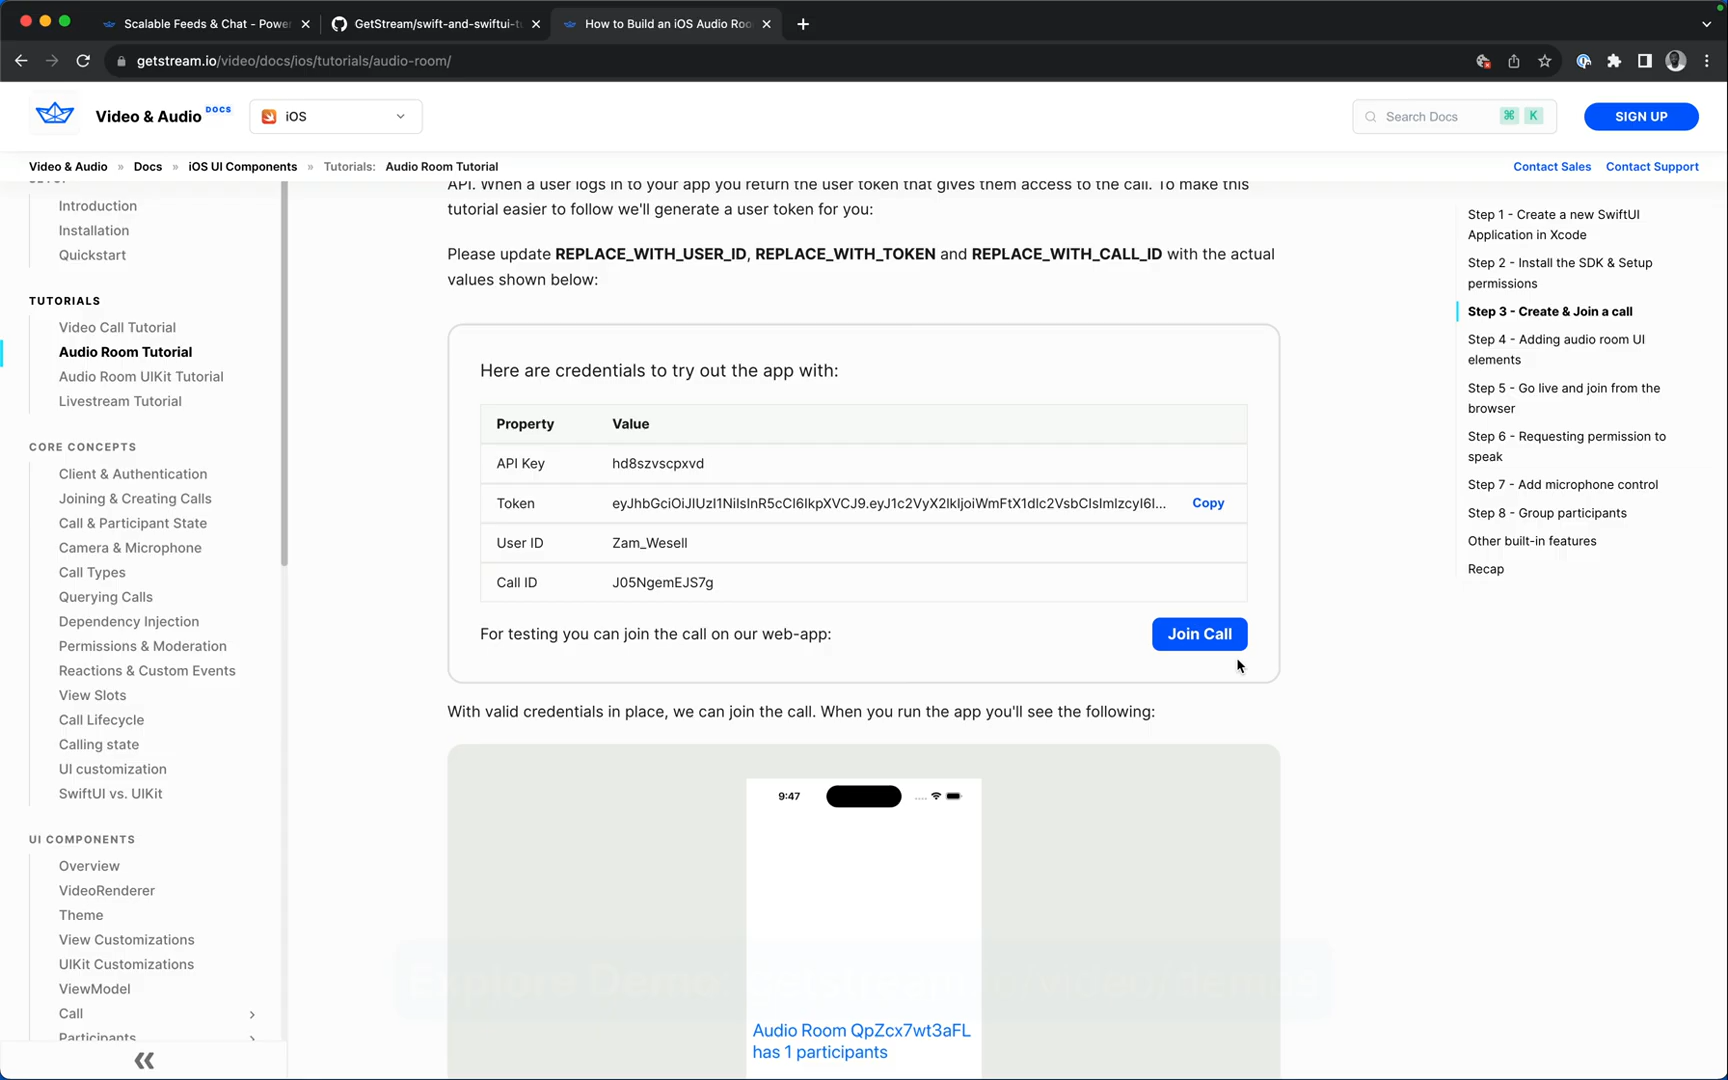 Scalable Feeds & Chat - Power
GetStream/swift-and-swiftui-tu
How to Build an iOS Audio Roo
getstream.io/video/docs/ios/tutorials/audio-room/
Video & Audio DOCS
iOS
Search Docs
⌘ K
SIGN UP
Video & Audio » Docs » iOS UI Components » Tutorials: Audio Room Tutorial
Contact Sales
Contact Support
Introduction
Installation
Quickstart
TUTORIALS
Video Call Tutorial
Audio Room Tutorial
Audio Room UIKit Tutorial
Livestream Tutorial
CORE CONCEPTS
Client & Authentication
Joining & Creating Calls
Call & Participant State
Camera & Microphone
Call Types
Querying Calls
Dependency Injection
Permissions & Moderation
Reactions & Custom Events
View Slots
Call Lifecycle
Calling state
UI customization
SwiftUI vs. UIKit
UI COMPONENTS
Overview
VideoRenderer
Theme
View Customizations
UIKit Customizations
ViewModel
Call
Participants
API. When a user logs in to your app you return the user token that gives them access to the call. To make this
tutorial easier to follow we'll generate a user token for you:
Please update REPLACE_WITH_USER_ID, REPLACE_WITH_TOKEN and REPLACE_WITH_CALL_ID with the actual
values shown below:
Here are credentials to try out the app with:
Property Value
API Key hd8szvscpxvd
Token Copy
User ID Zam_Wesell
Call ID J05NgemEJS7g
For testing you can join the call on our web-app:
Join Call
With valid credentials in place, we can join the call. When you run the app you'll see the following:
9:47
Explore Demo: getstream.io/video/demos
Audio Room QpZcx7wt3aFL
has 1 participants
Step 1 - Create a new SwiftUI
Application in Xcode
Step 2 - Install the SDK & Setup
permissions
Step 3 - Create & Join a call
Step 4 - Adding audio room UI
elements
Step 5 - Go live and join from the
browser
Step 6 - Requesting permission to
speak
Step 7 - Add microphone control
Step 8 - Group participants
Other built-in features
Recap